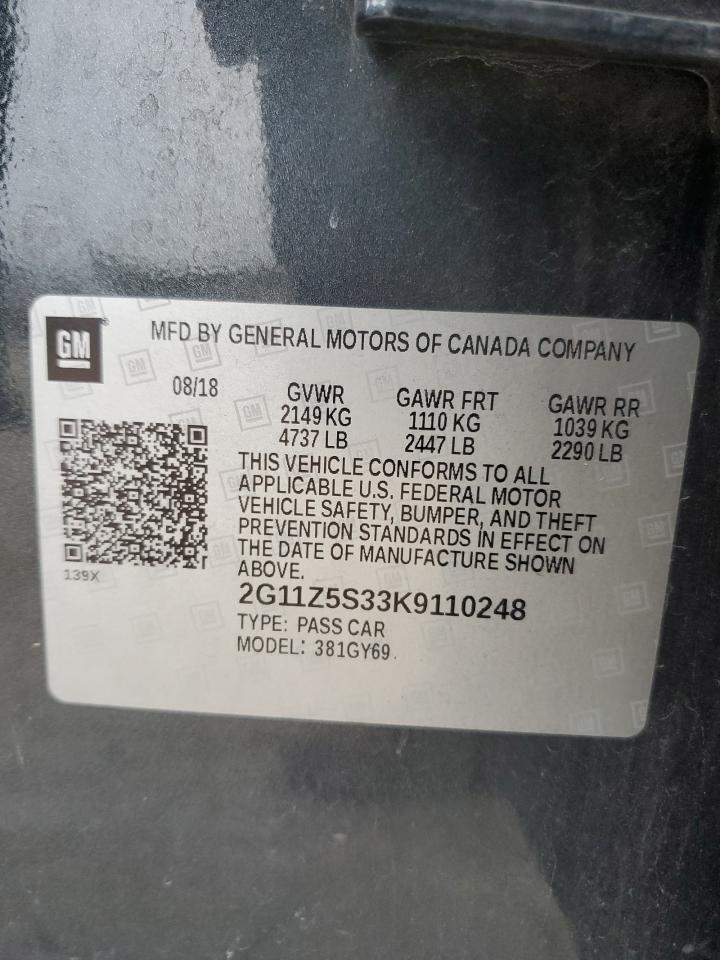 GM
MFD BY GENERAL MOTORS OF CANADA COMPANY
08/18
GVWR
2149 KG
4737 LB
GAWR FRT
1110 KG
2447 LB
GAWR RR
1039 KG
2290 LB
THIS VEHICLE CONFORMS TO ALL
APPLICABLE U.S. FEDERAL MOTOR
VEHICLE SAFETY, BUMPER, AND THEFT
PREVENTION STANDARDS IN EFFECT ON
THE DATE OF MANUFACTURE SHOWN
ABOVE.
139X
2G11Z5S33K9110248
TYPE: PASS CAR
MODEL: 381GY69